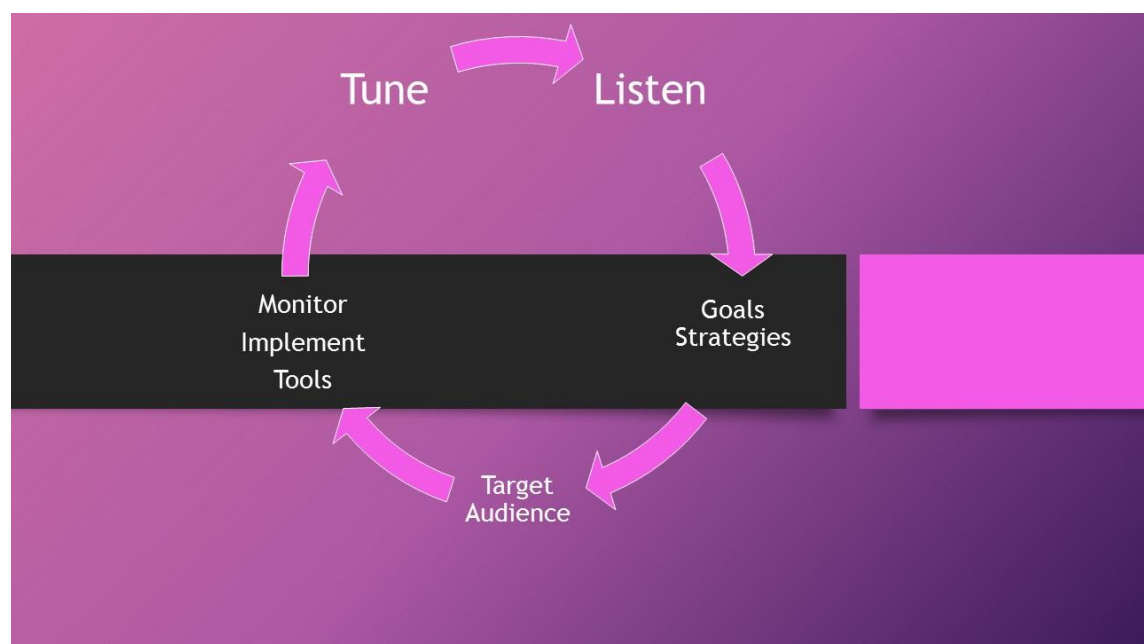 Tune
Listen
Goals
Strategies
Target
Audience
Monitor
Implement
Tools